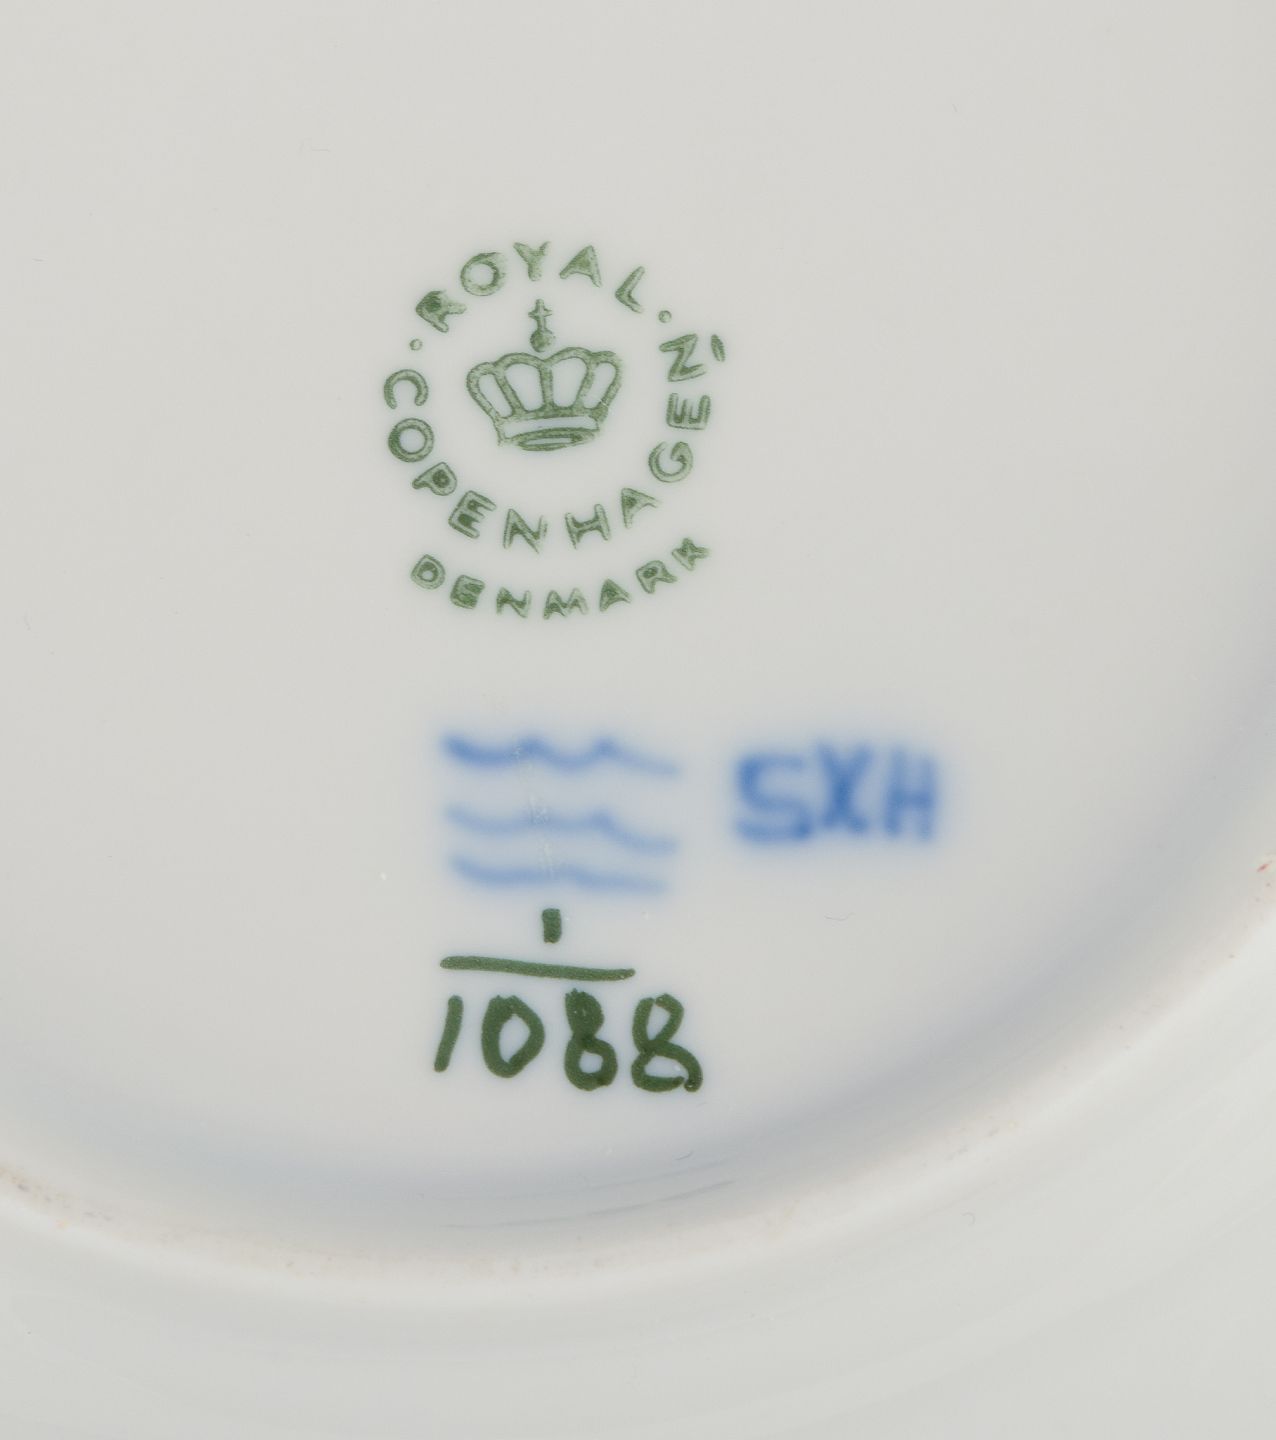 ROYAL
COPENHAGEN
DENMARK
SXH
1
1088